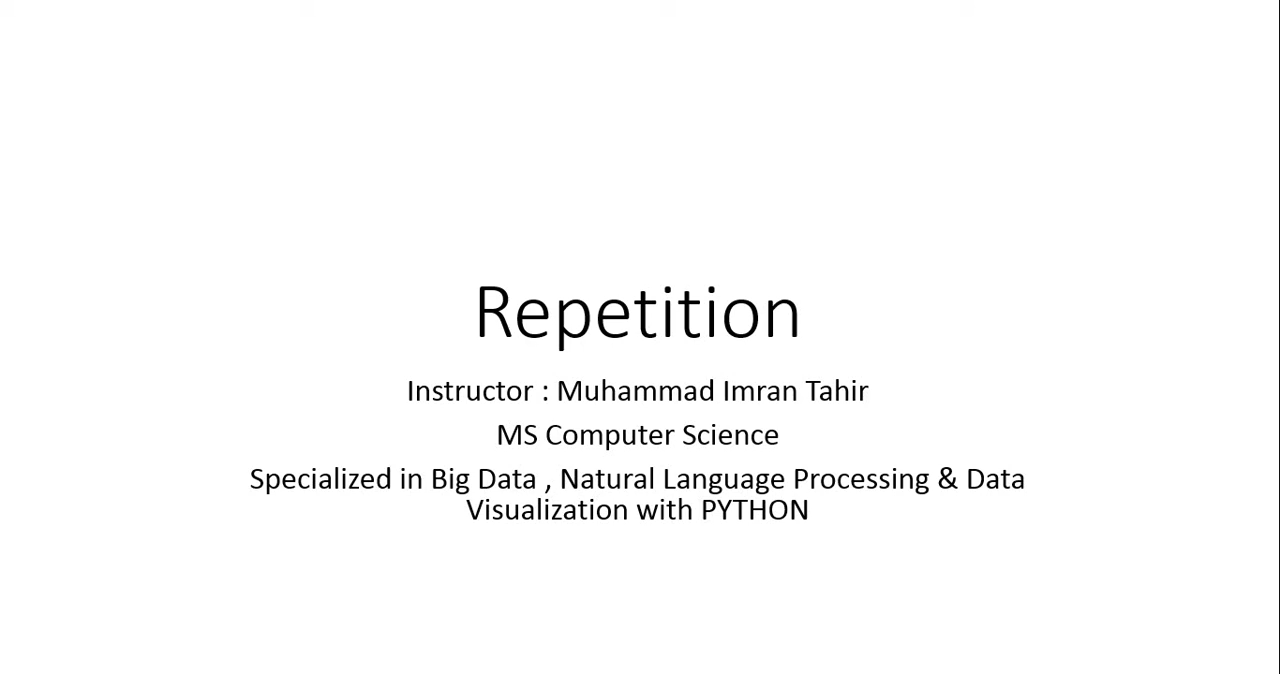 Repetition
Instructor : Muhammad Imran Tahir
MS Computer Science
Specialized in Big Data , Natural Language Processing & Data
Visualization with PYTHON